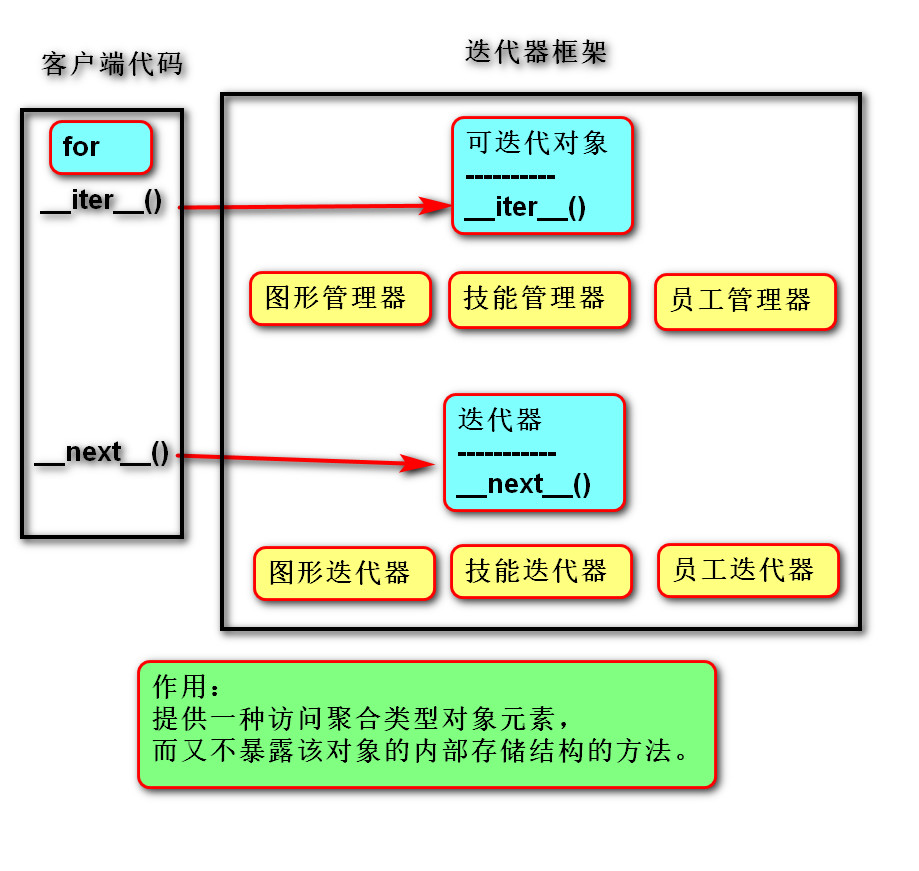 客户端代码
迭代器框架
for
__iter__()
可迭代对象
----------
__iter__()
图形管理器
技能管理器
员工管理器
__next__()
迭代器
-----------
__next__()
图形迭代器
技能迭代器
员工迭代器
作用：
提供一种访问聚合类型对象元素，
而又不暴露该对象的内部存储结构的方法。